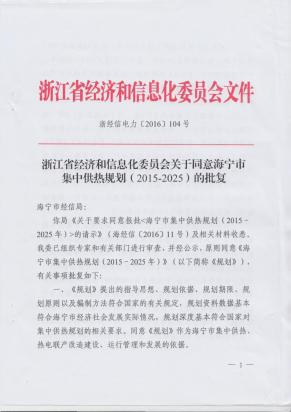 浙江省经济和信息化委员会文件
浙经信电力〔2016〕104号
浙江省经济和信息化委员会关于同意海宁市
集中供热规划（2015-2025）的批复
海宁市经信局：
你局《关于要求同意报批<海宁市集中供热规划（2015-
2025年）>的请示》（海经信〔2016〕11号）及相关材料收悉。
我委已组织专家和有关部门进行审查，并经公示，原则同意《海
宁市集中供热规划（2015-2025年）》（以下简称《规划》），
有关事项批复如下：
一、《规划》提出的指导思想、规划依据、规划期限、规
划原则以及编制方法符合国家的有关规定，规划资料数据基本
符合海宁市经济社会发展实际情况，规划深度基本符合国家对
集中供热规划的相关要求。同意《规划》作为海宁市集中供热、
热电联产改造建设、运行管理和发展的依据。
— 1 —